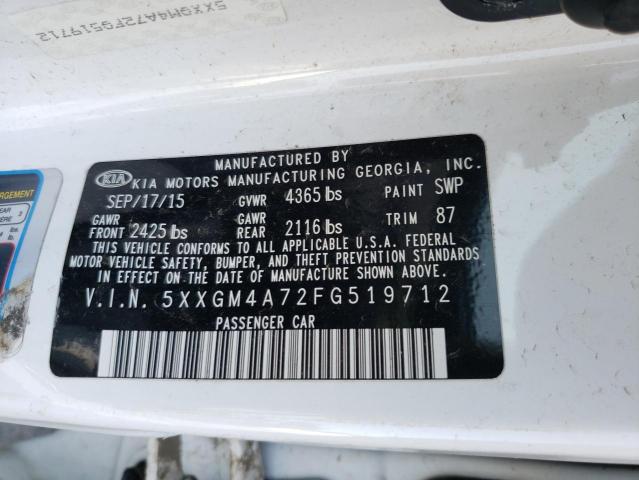 5XXGM4A72FG519712
MANUFACTURED BY
KIA KIA MOTORS MANUFACTURING GEORGIA, INC.
SEP/17/15 GVWR 4365 lbs PAINT SWP
GAWR FRONT 2425 lbs GAWR REAR 2116 lbs TRIM 87
THIS VEHICLE CONFORMS TO ALL APPLICABLE U.S.A. FEDERAL
MOTOR VEHICLE SAFETY, BUMPER, AND THEFT PREVENTION STANDARDS
IN EFFECT ON THE DATE OF MANUFACTURE SHOWN ABOVE.
V.I.N. 5XXGM4A72FG519712
PASSENGER CAR